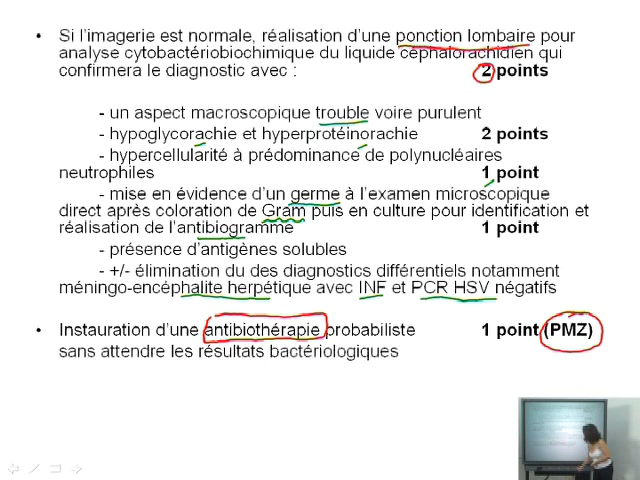 • Si l'imagerie est normale, réalisation d'une ponction lombaire pour
analyse cytobactériobiochimique du liquide céphalorachidien qui
confirmera le diagnostic avec : 2 points
- un aspect macroscopique trouble voire purulent
- hypoglycorachie et hyperprotéinorachie 2 points
- hypercellularité à prédominance de polynucléaires
neutrophiles 1 point
- mise en évidence d'un germe à l'examen microscopique
direct après coloration de Gram puis en culture pour identification et
réalisation de l'antibiogramme 1 point
- présence d'antigènes solubles
- +/- élimination du des diagnostics différentiels notamment
méningo-encéphalite herpétique avec INF et PCR HSV négatifs
• Instauration d'une antibiothérapie probabiliste 1 point (PMZ)
sans attendre les résultats bactériologiques